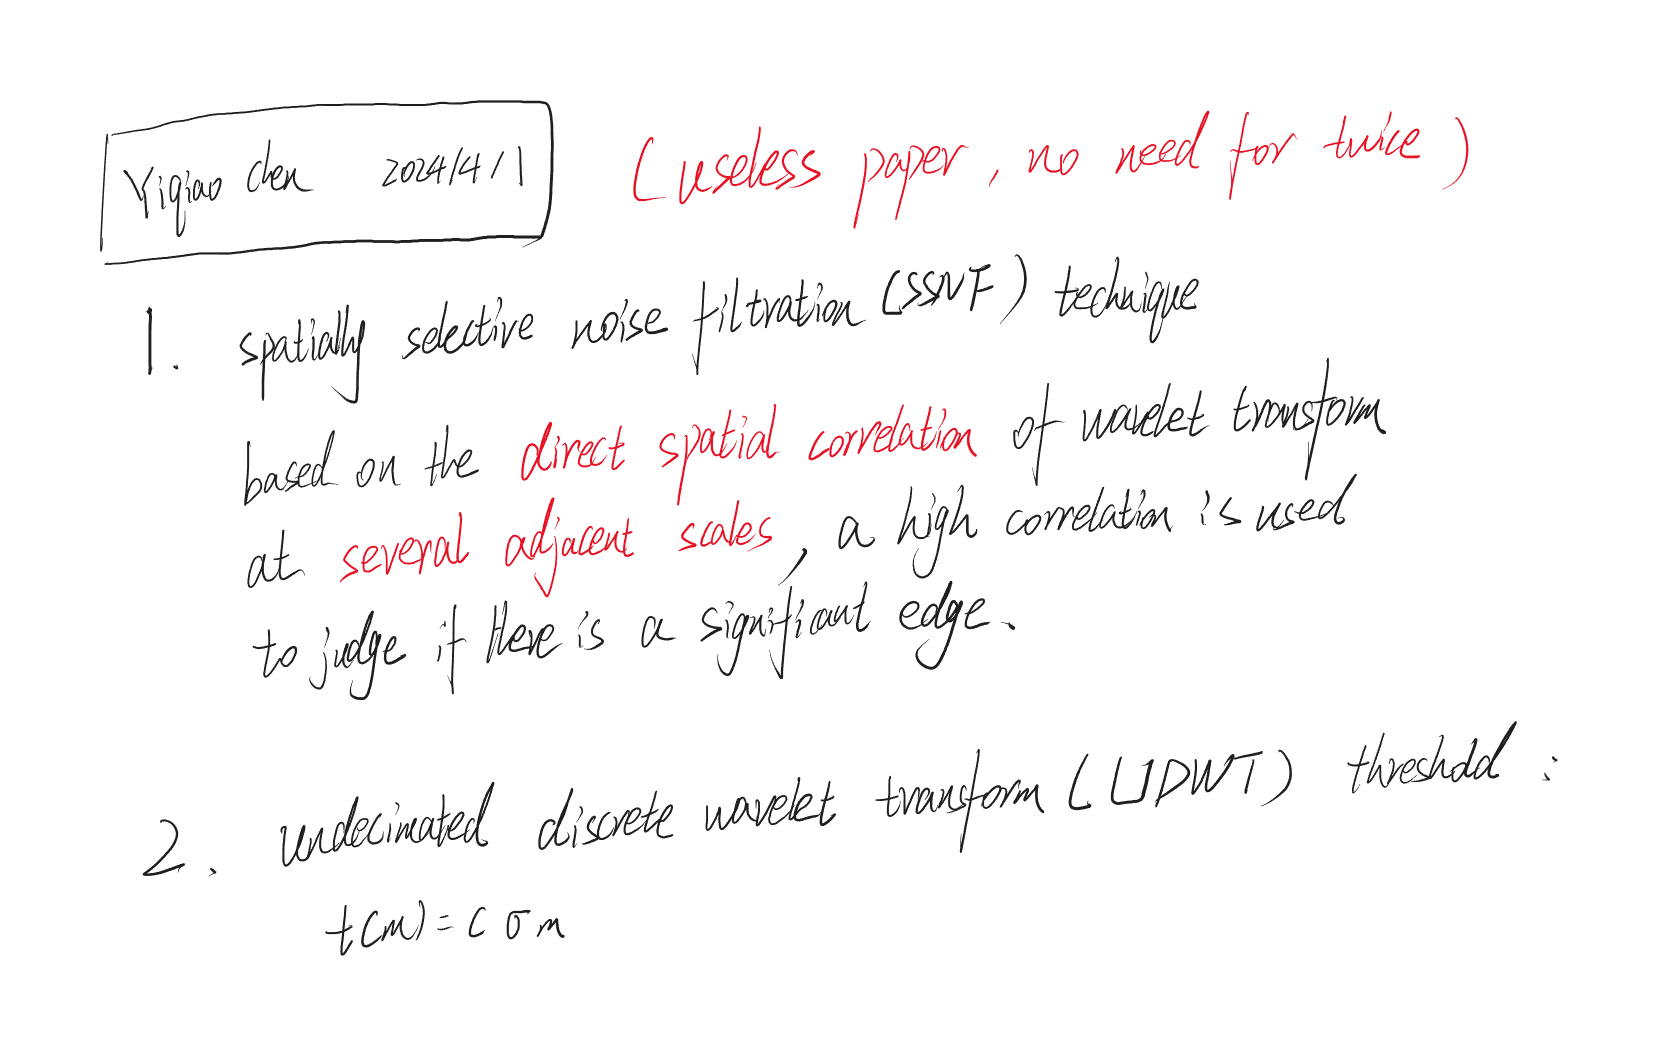 Yiqiao Chen 2024/4/1 (useless paper, no need for twice)
1. spatially selective noise filtration (SSNF) technique
based on the direct spatial correlation of wavelet transform
at several adjacent scales, a high correlation is used
to judge if there is a significant edge.
2. undecimated discrete wavelet transform (UDWT) threshold:
t(m)=cσm